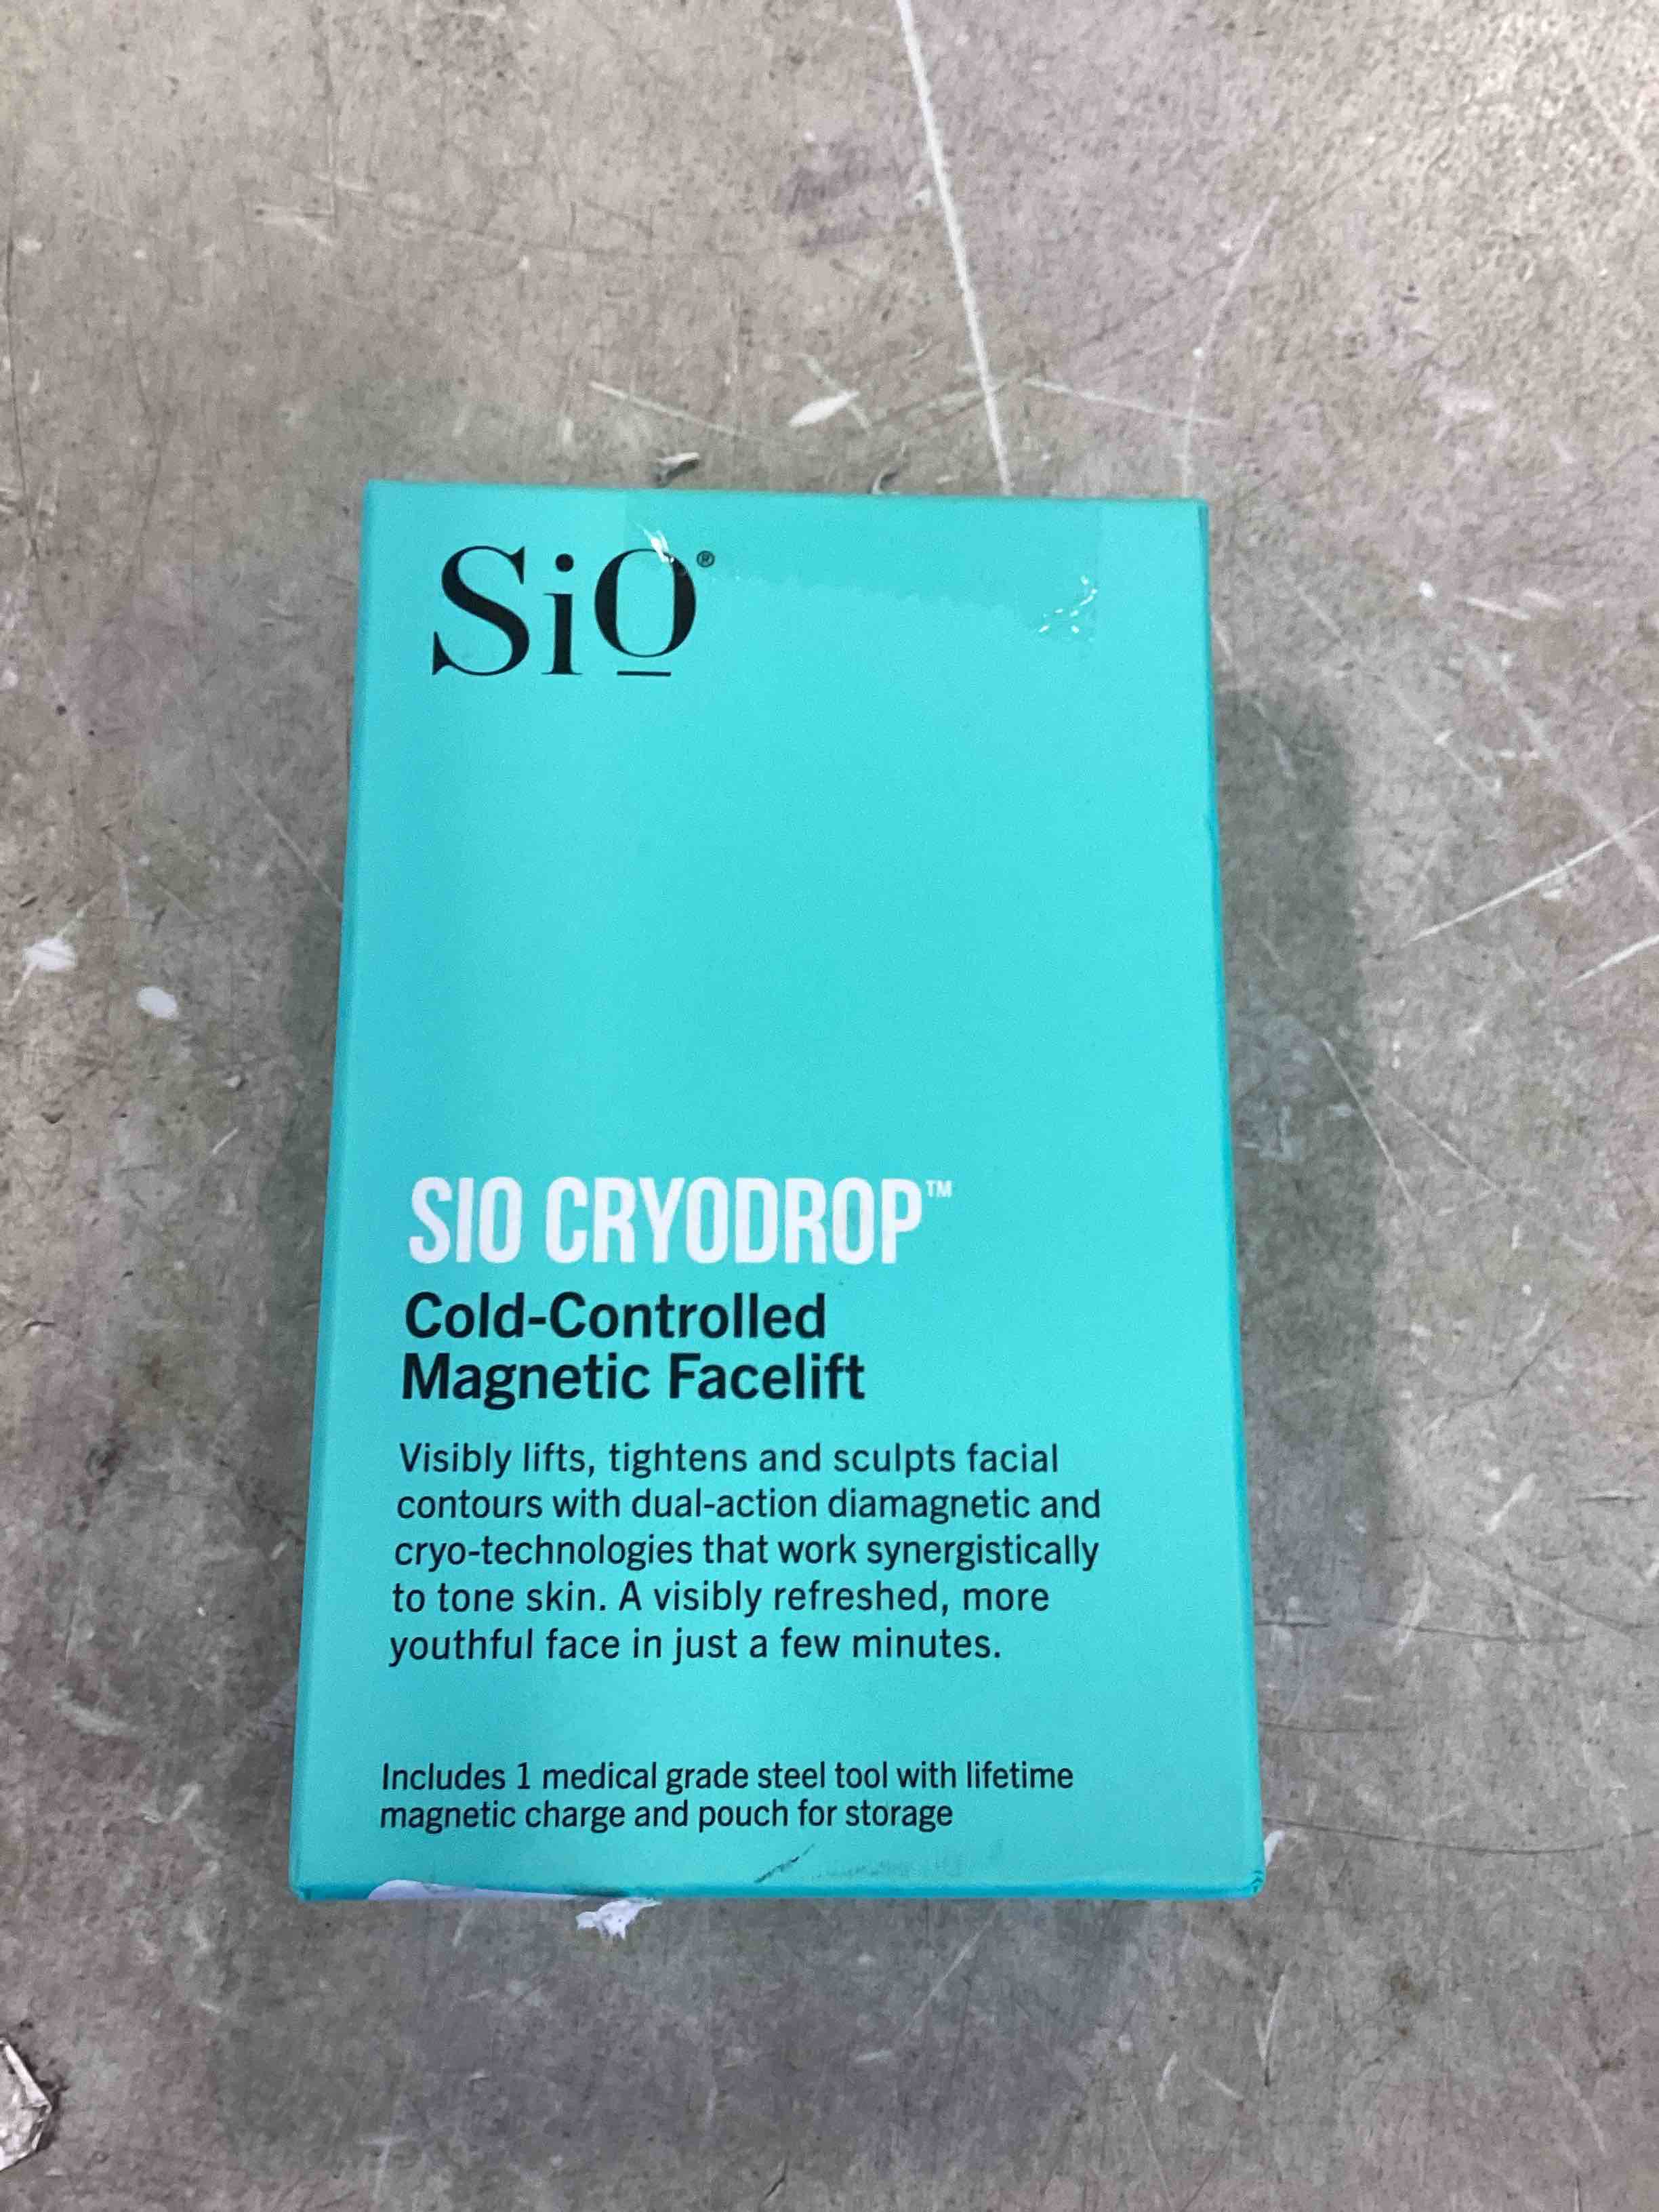 SiO®
SIO CRYODROP™
Cold-Controlled
Magnetic Facelift
Visibly lifts, tightens and sculpts facial
contours with dual-action diamagnetic and
cryo-technologies that work synergistically
to tone skin. A visibly refreshed, more
youthful face in just a few minutes.
Includes 1 medical grade steel tool with lifetime
magnetic charge and pouch for storage